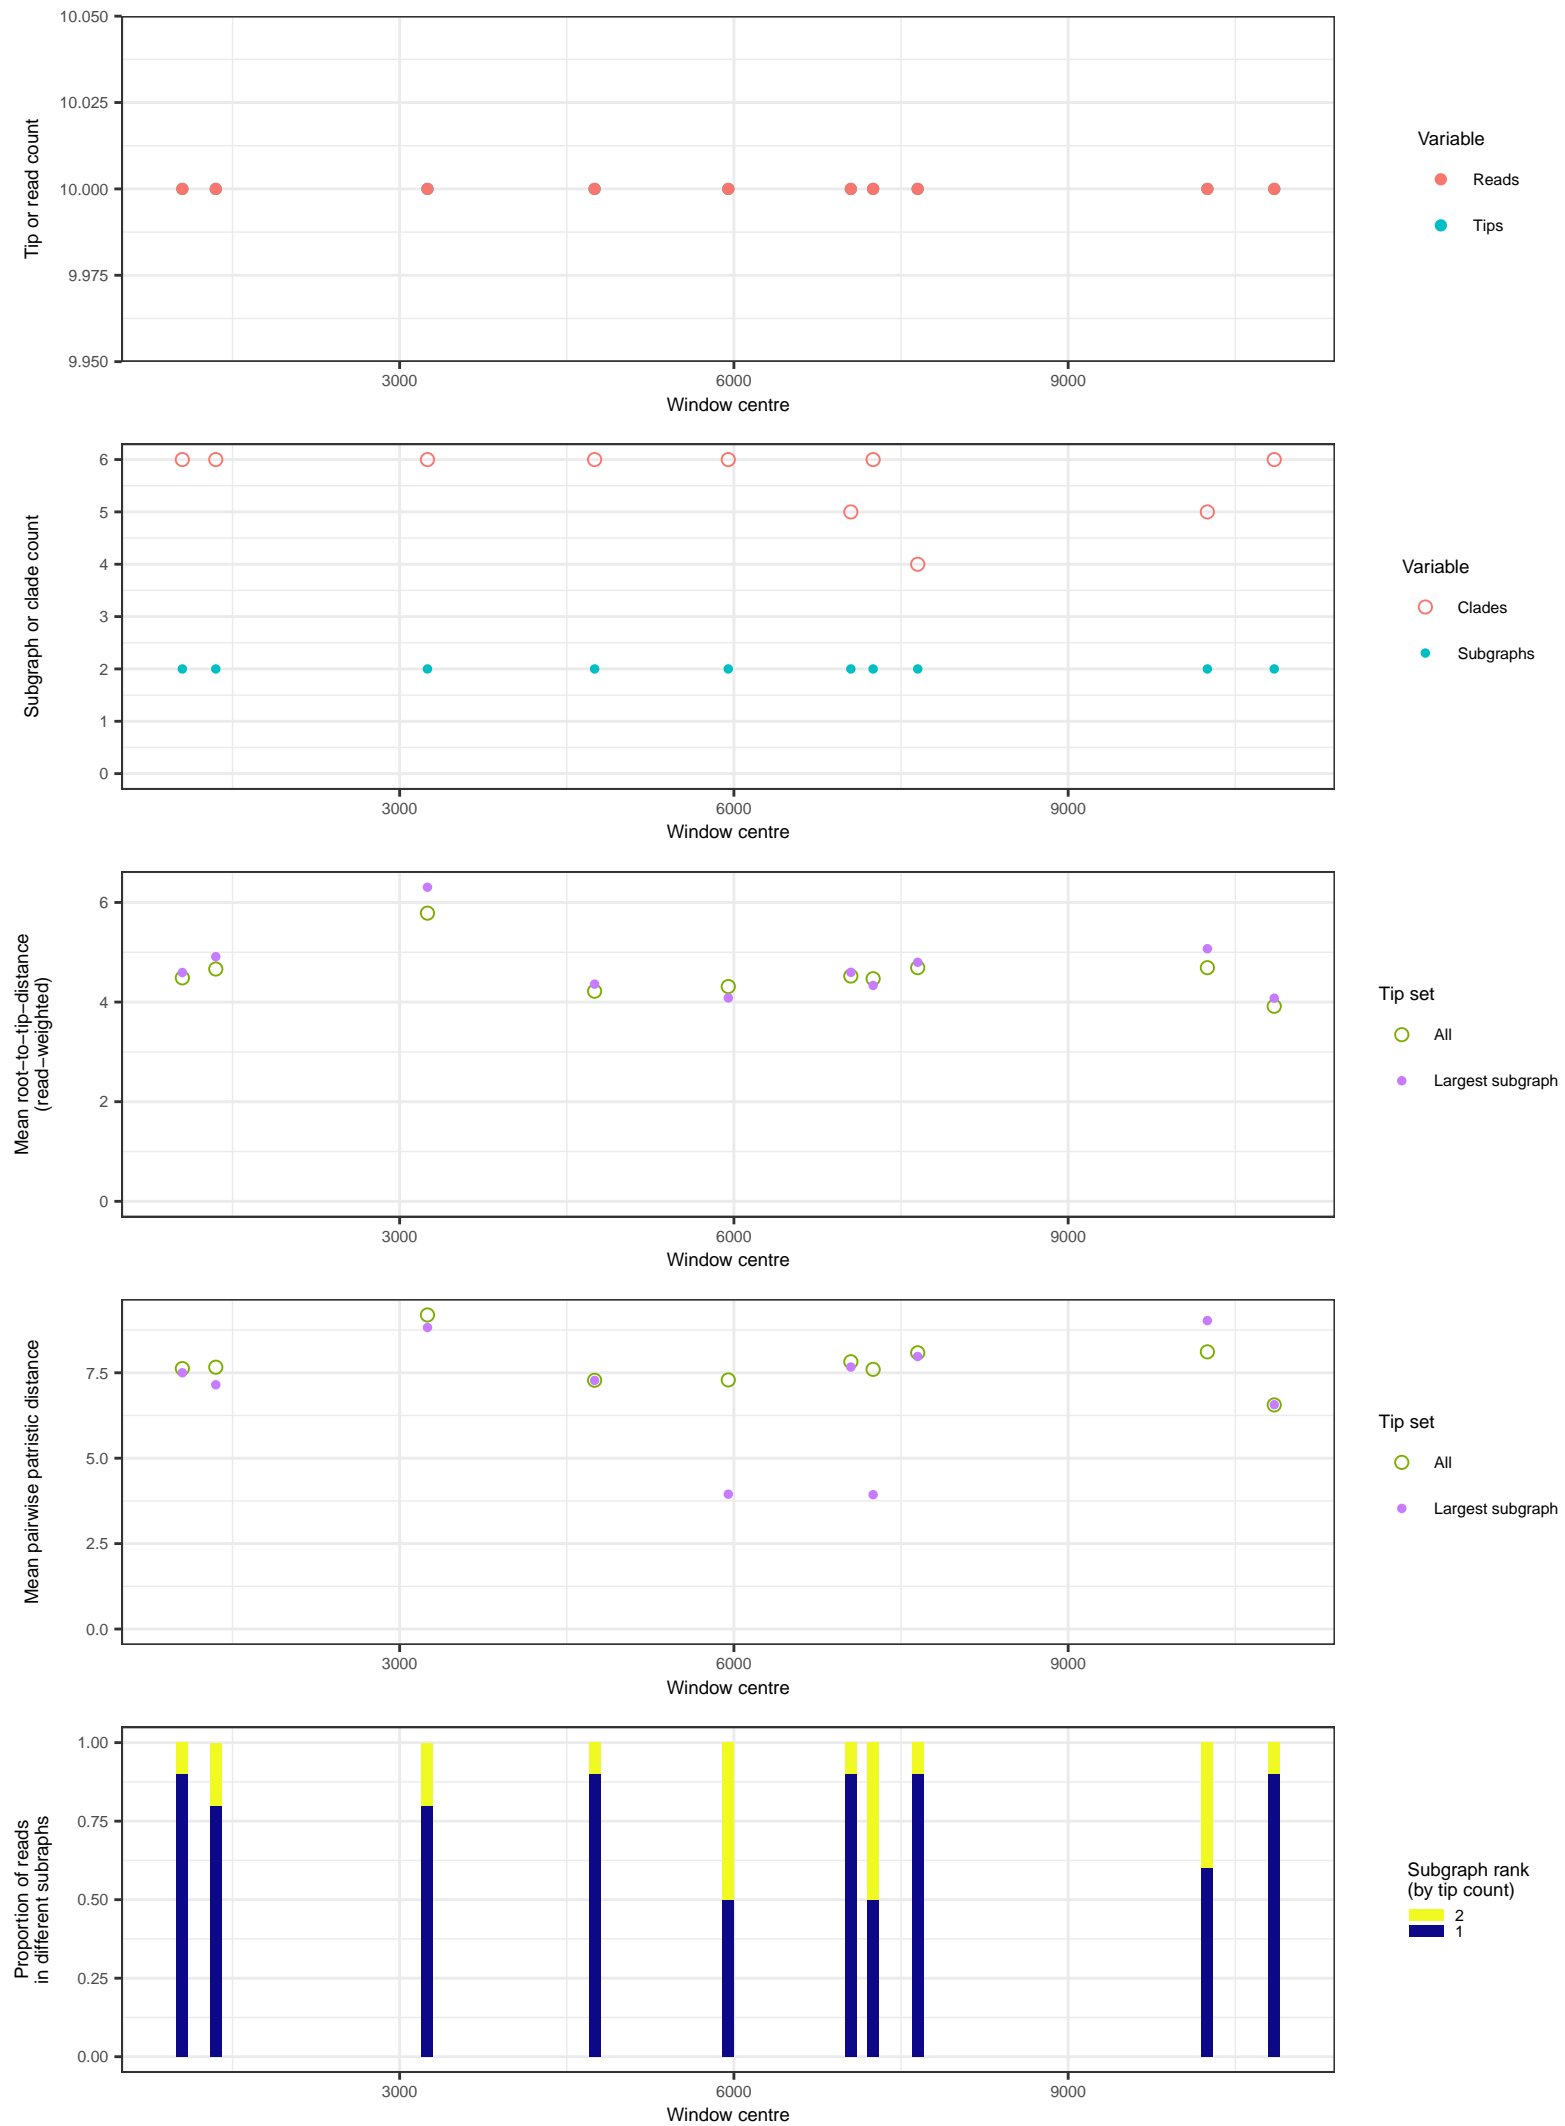 10.050
10.025
10.000
9.975
9.950
Tip or read count
3000
6000
9000
Window centre
Variable
Reads
Tips
6
5
4
3
2
1
0
Subgraph or clade count
3000
6000
9000
Window centre
Variable
Clades
Subgraphs
6
4
2
0
Mean root−to−tip−distance
(read−weighted)
3000
6000
9000
Window centre
Tip set
All
Largest subgraph
7.5
5.0
2.5
0.0
Mean pairwise patristic distance
3000
6000
9000
Window centre
Tip set
All
Largest subgraph
1.00
0.75
0.50
0.25
0.00
Proportion of reads
in different subraphs
3000
6000
9000
Window centre
Subgraph rank
(by tip count)
2
1